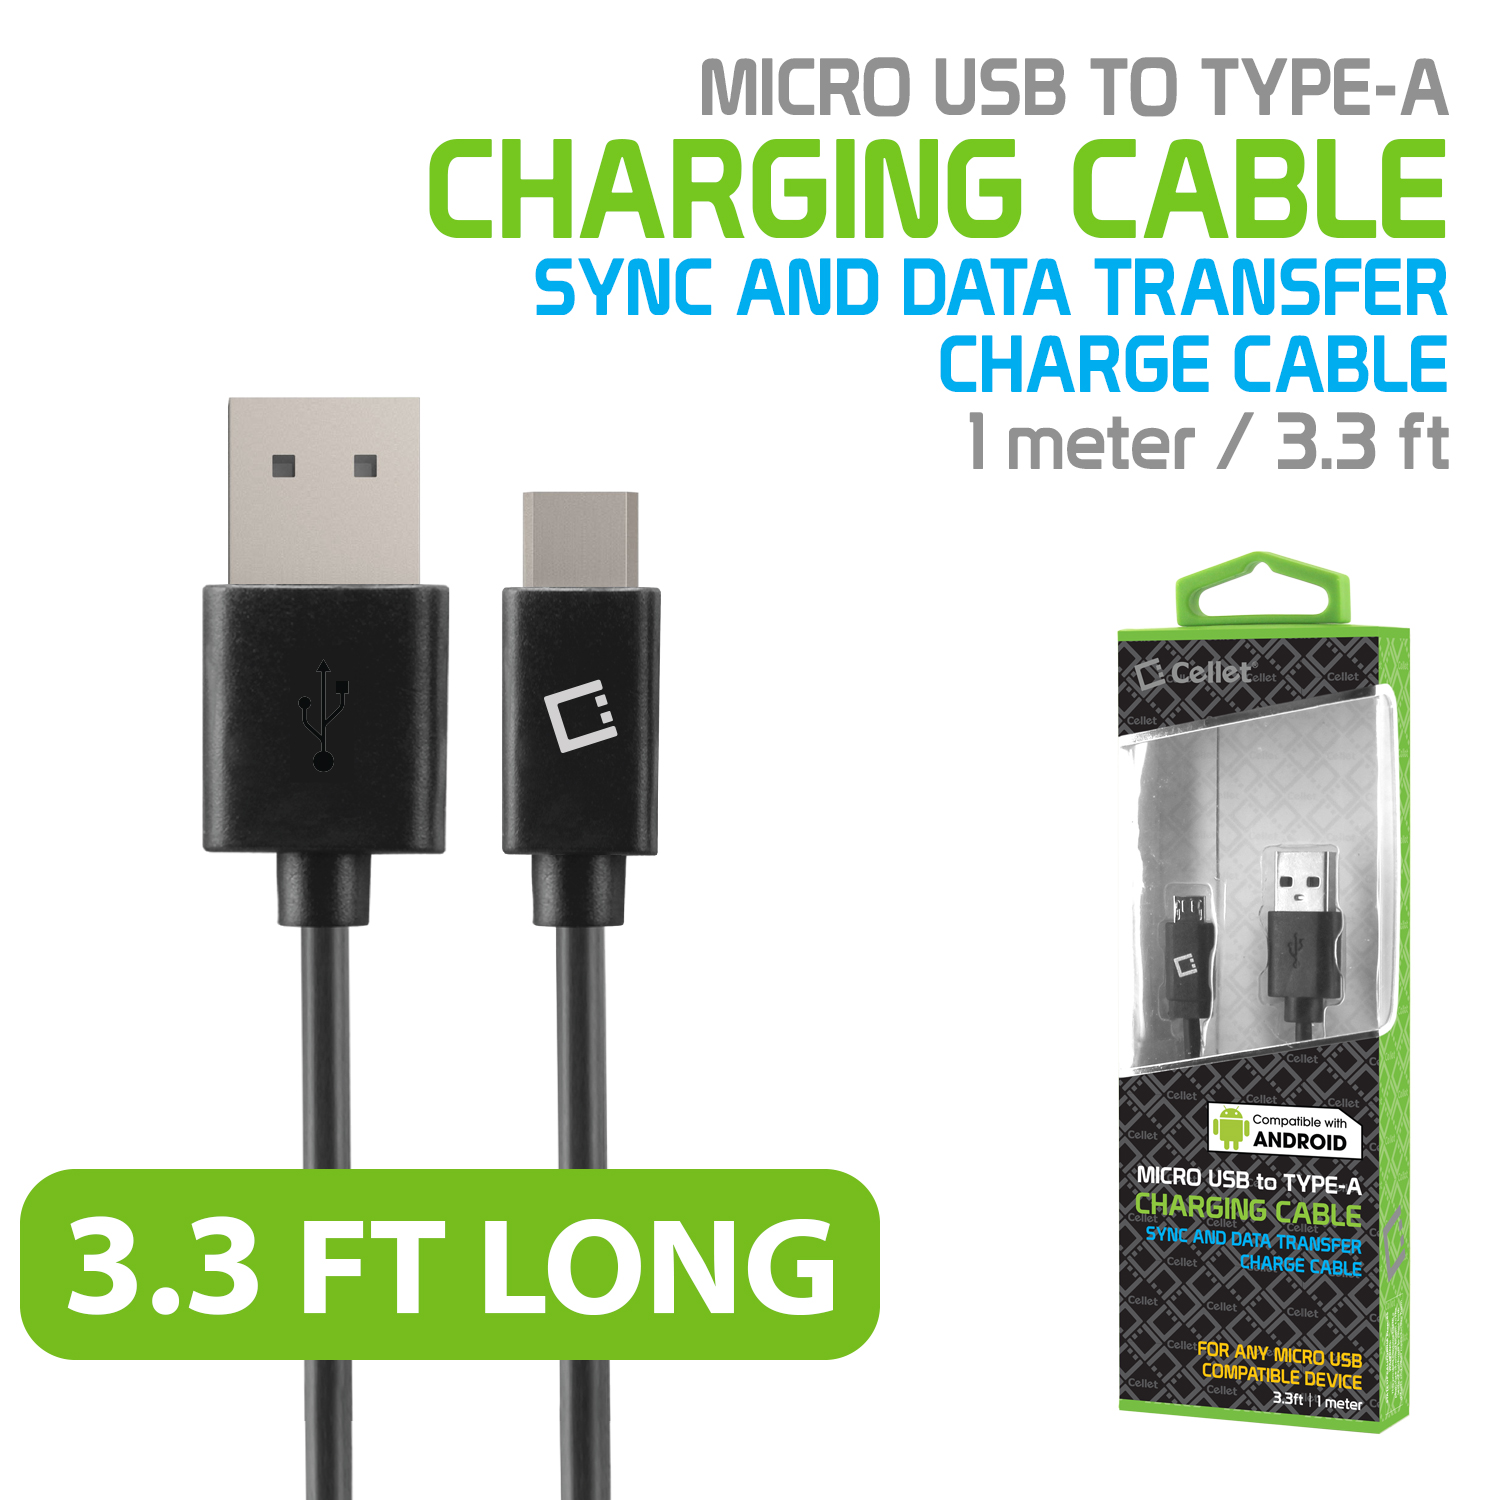 MICRO USB TO TYPE-A
CHARGING CABLE
SYNC AND DATA TRANSFER
CHARGE CABLE
1 meter / 3.3 ft
3.3 FT LONG
Cellet
Compatible with
ANDROID
MICRO USB to TYPE-A
CHARGING CABLE
SYNC AND DATA TRANSFER
CHARGE CABLE
FOR ANY MICRO USB
COMPATIBLE DEVICE
3.3ft | 1 meter